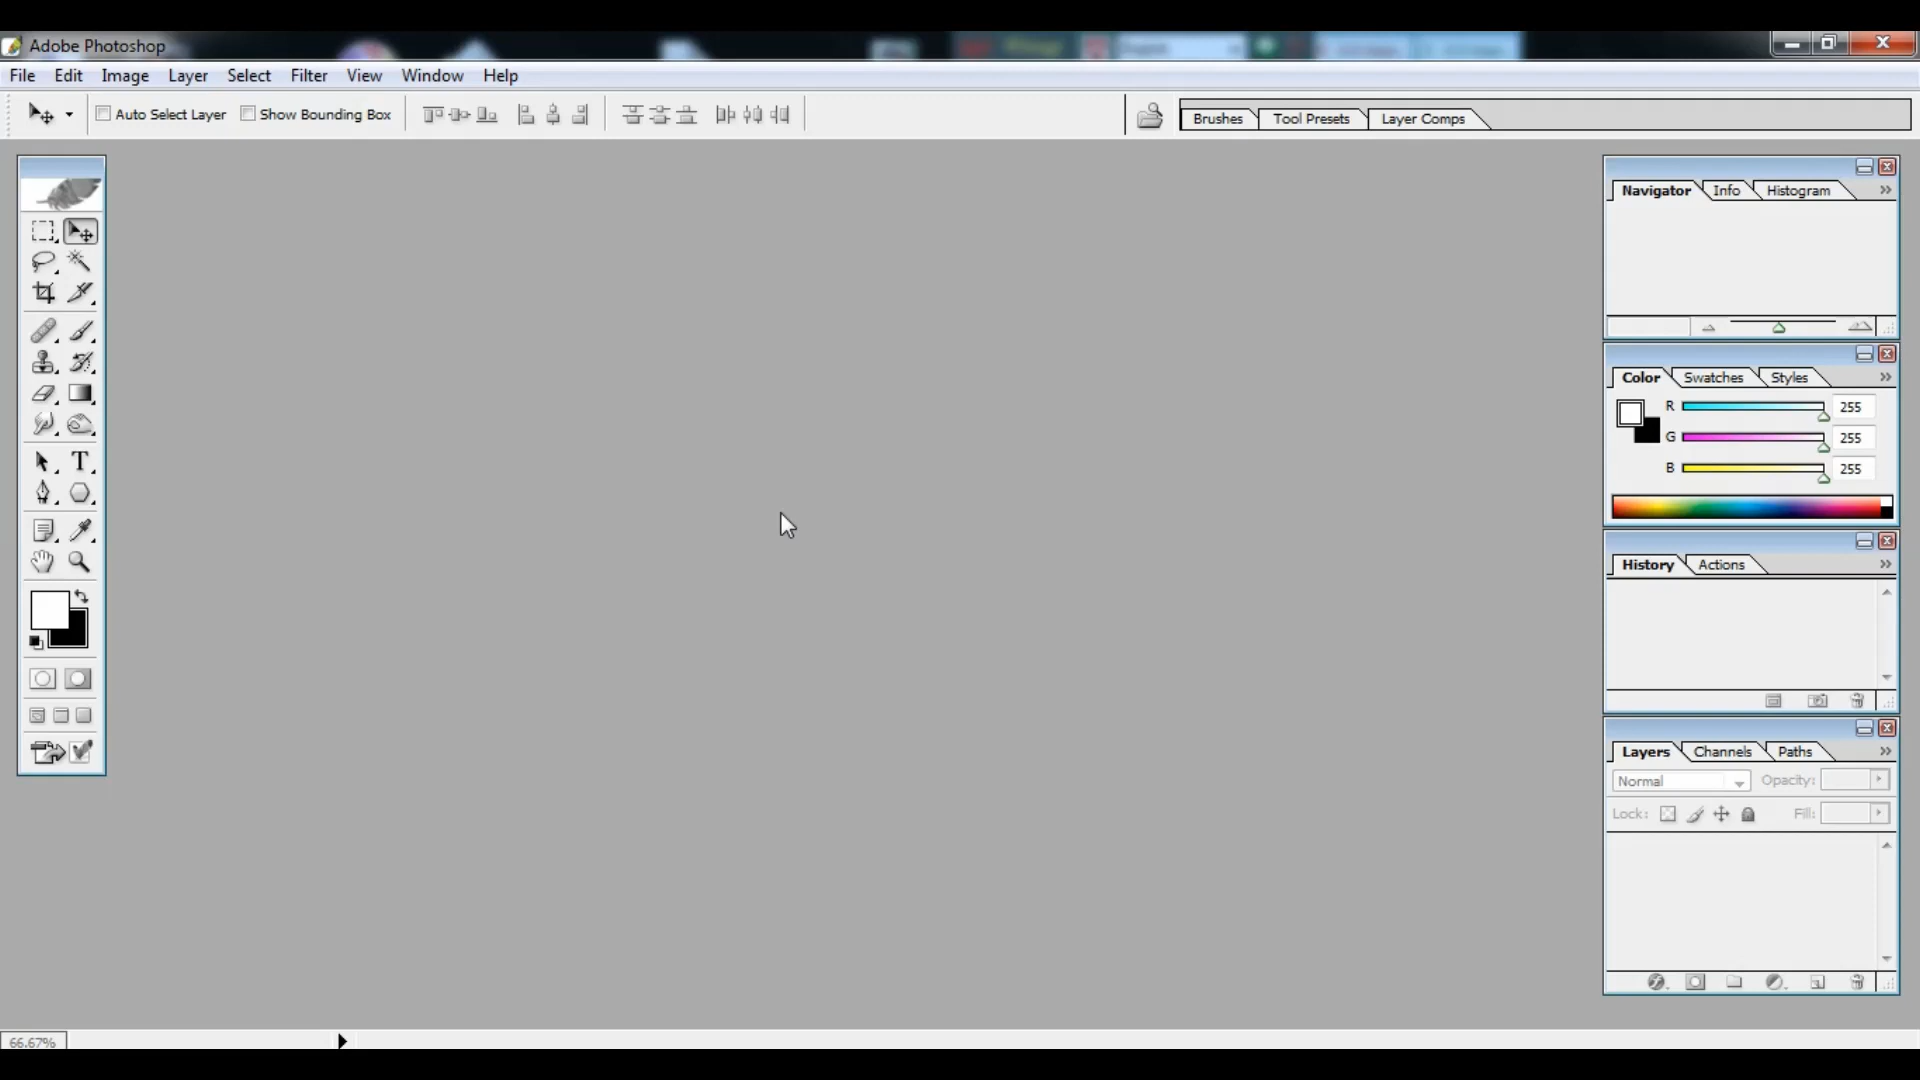 Adobe Photoshop
File Edit Image Layer Select Filter View Window Help
Auto Select Layer Show Bounding Box Brushes Tool Presets Layer Comps
Navigator Info Histogram
Color Swatches Styles
R 255
G 255
B 255
T
History Actions
Layers Channels Paths
Normal Opacity:
Lock: Fill:
66.67%